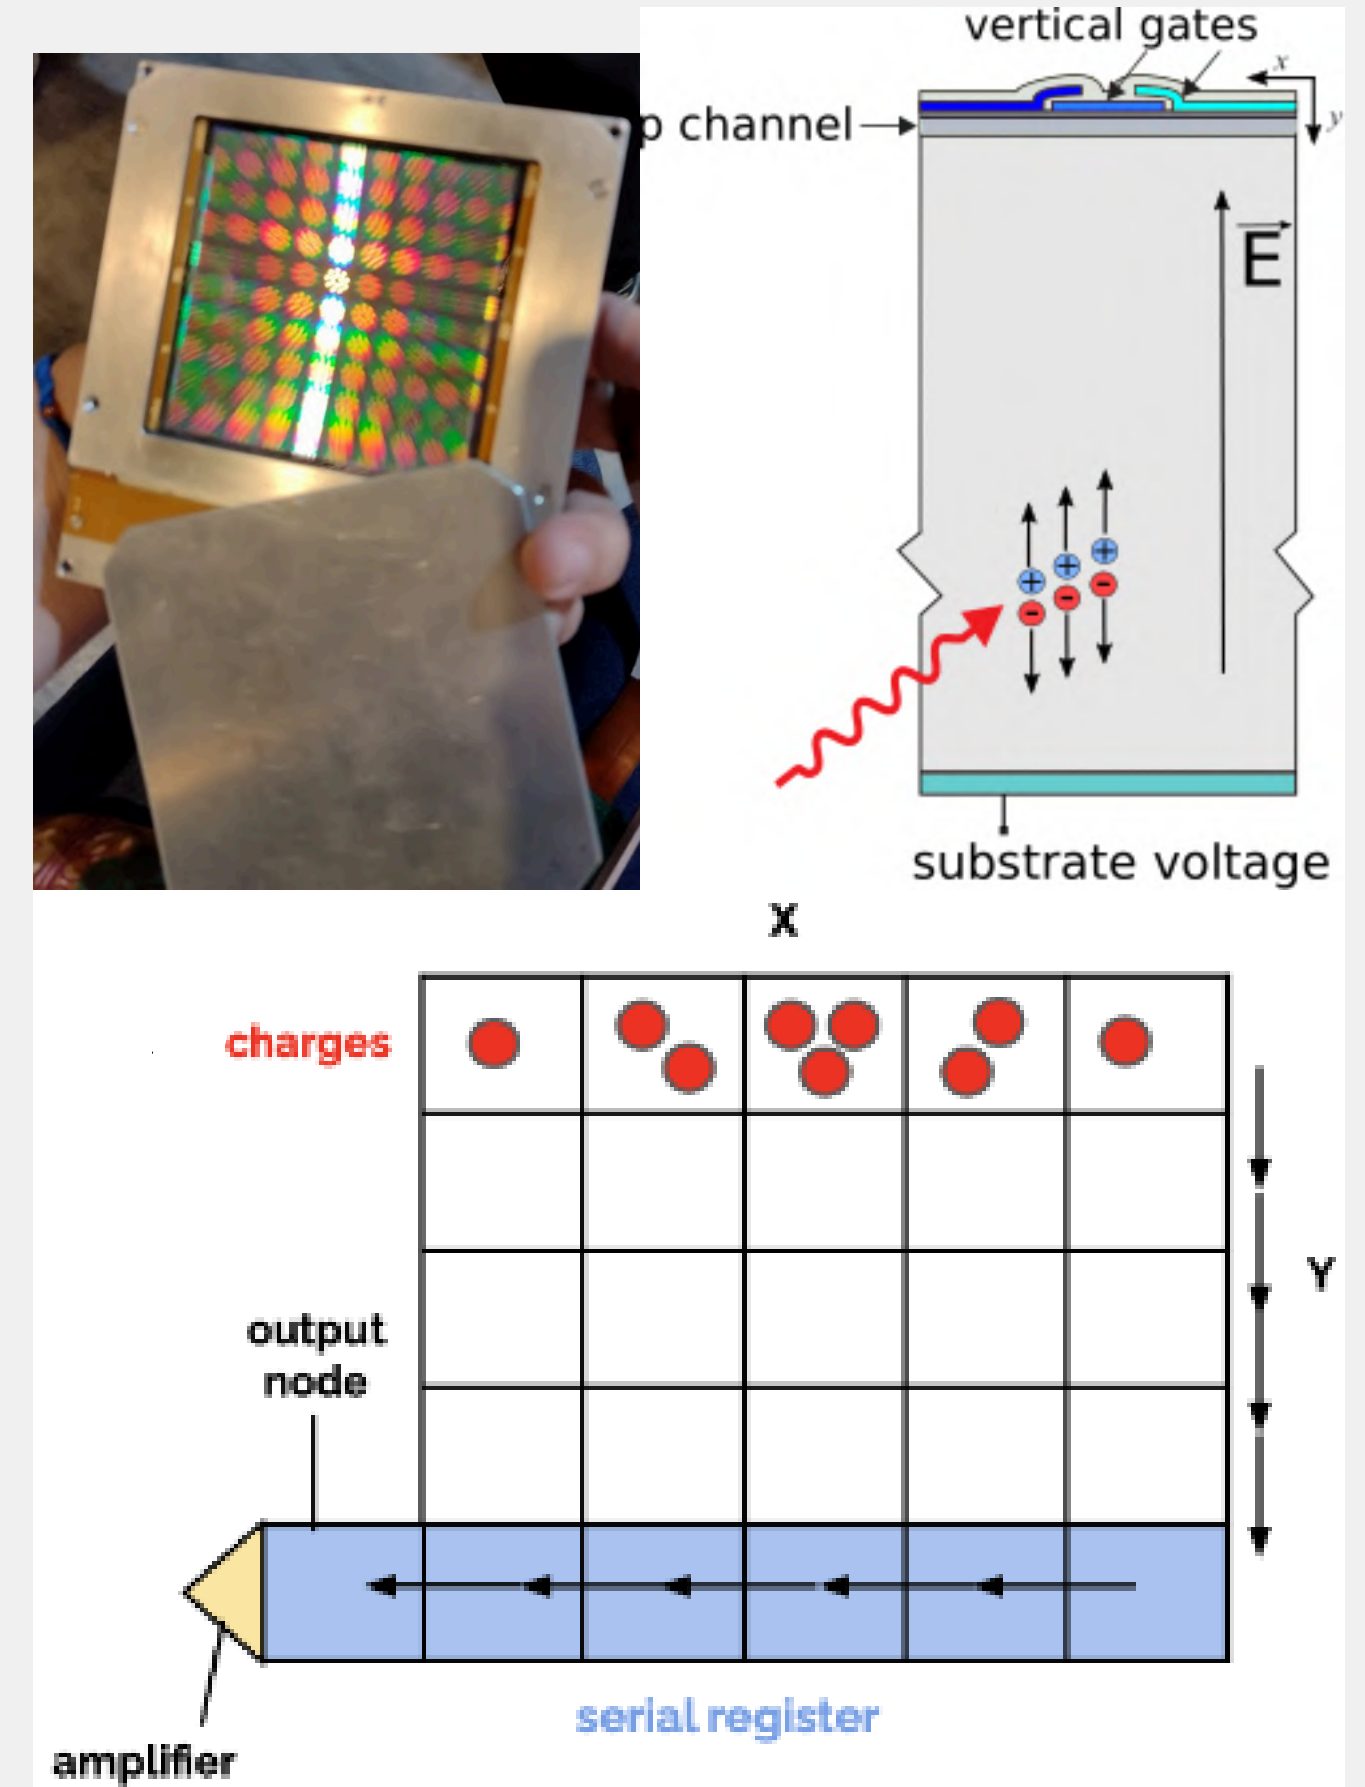 vertical gates
x
y
p channel
E
substrate voltage
X
charges
Y
output
node
serial register
amplifier